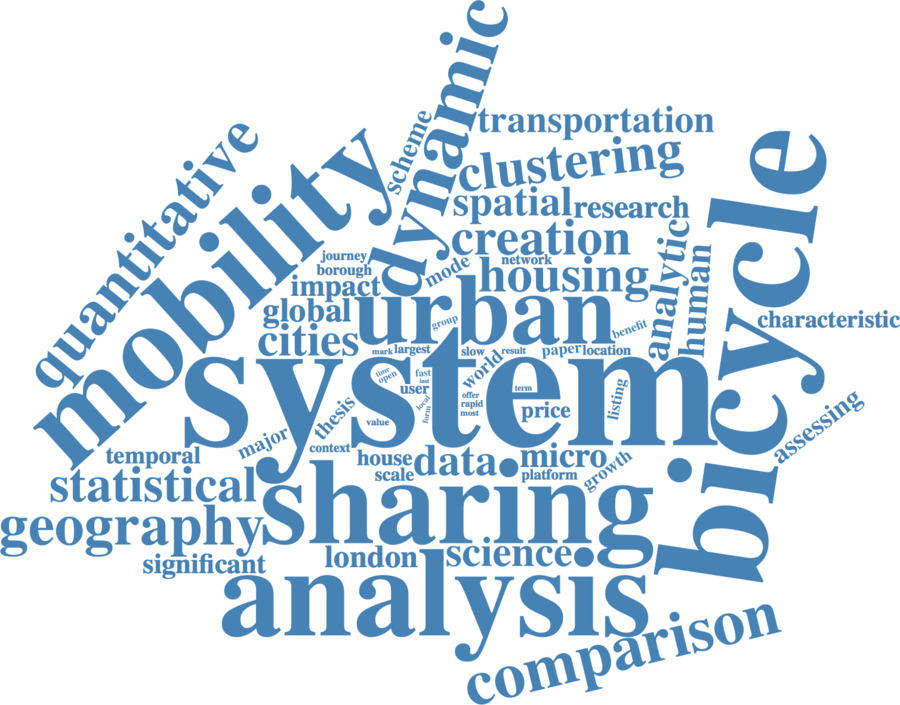 dynamic
scheme
transportation
quantitative
mobility
clustering
bicycle
spatial
research
creation
analytic
human
journey
borough
mode
network
impact
housing
global
urban
group
benefit
characteristic
cities
mark
largest
slow
result
paper
location
system
time
open
fast
last
world
user
local
form
term
offer
rapid
most
listing
thesis
value
price
assessing
major
context
temporal
house
data
micro
scale
platform
growth
statistical
sharing
geography
significant
london
science
analysis
comparison